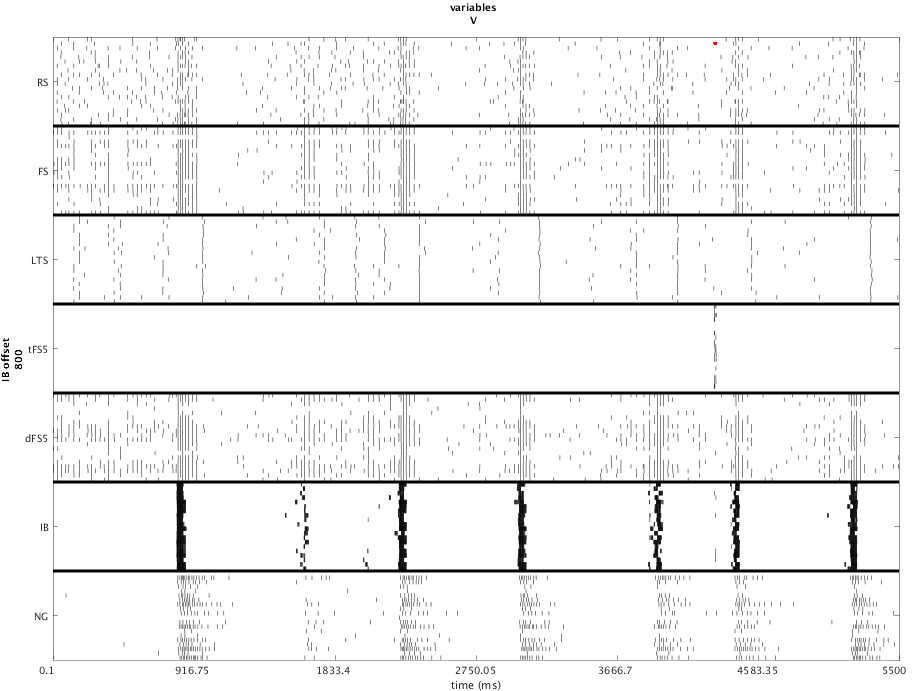 variables
V
RS
FS
LTS
tFS5
dFS5
IB
NG
IB offset
800
0.1
916.75
1833.4
2750.05
3666.7
4583.35
5500
time (ms)